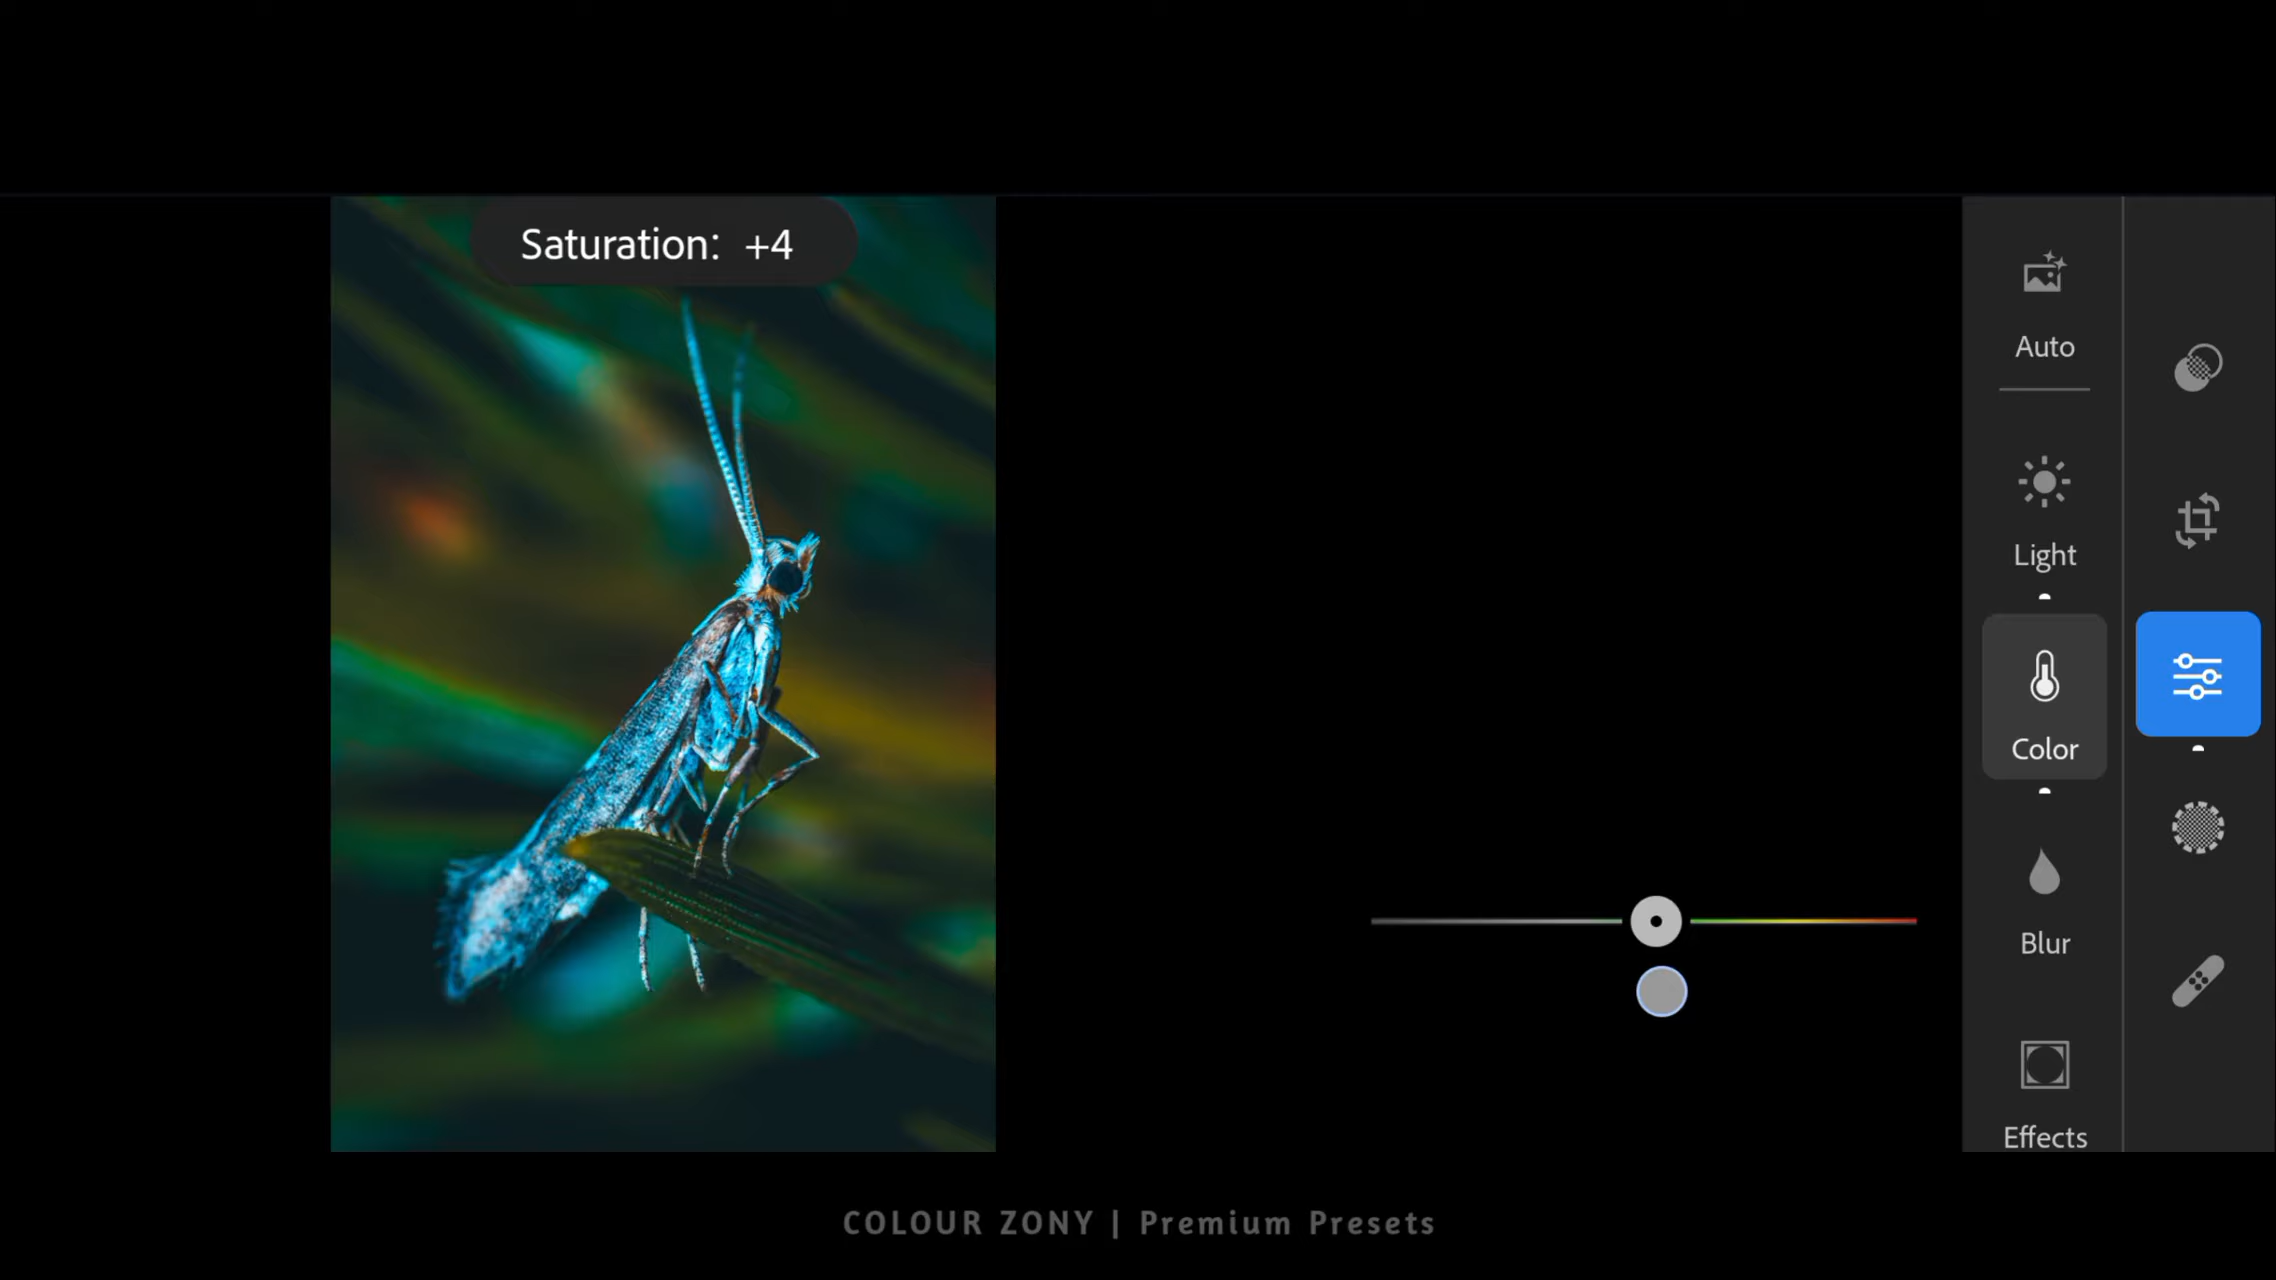 Saturation: +4
Auto
Light
Color
Blur
Effects
COLOUR ZONY | Premium Presets